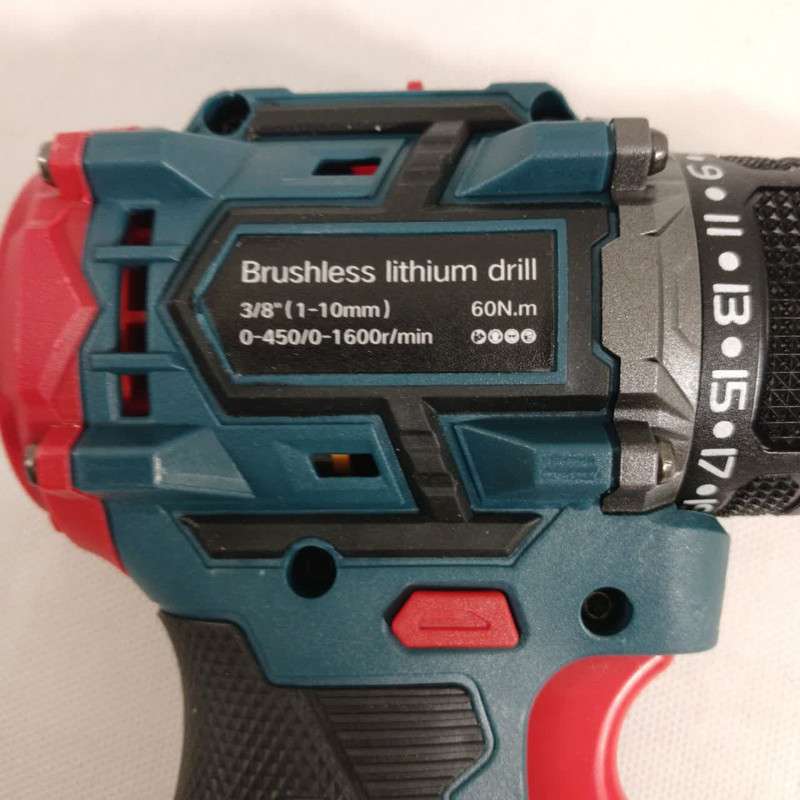 Brushless lithium drill
3/8"(1-10mm) 60N.m
0-450/0-1600r/min
9 • 11 • 13 • 15 • 17 •